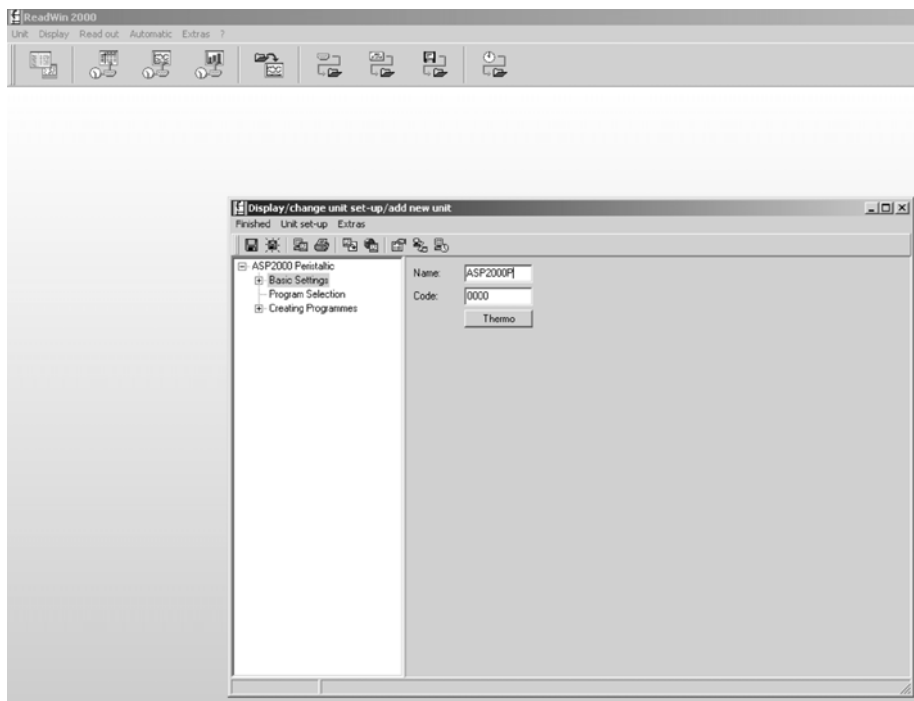 ReadWin 2000
Unit Display Read out Automatic Extras ?
Display/change unit set-up/add new unit
Finished Unit set-up Extras
ASP2000 Peristaltic
Basic Settings
Program Selection
Creating Programmes
Name: ASP2000P
Code: 0000
Thermo